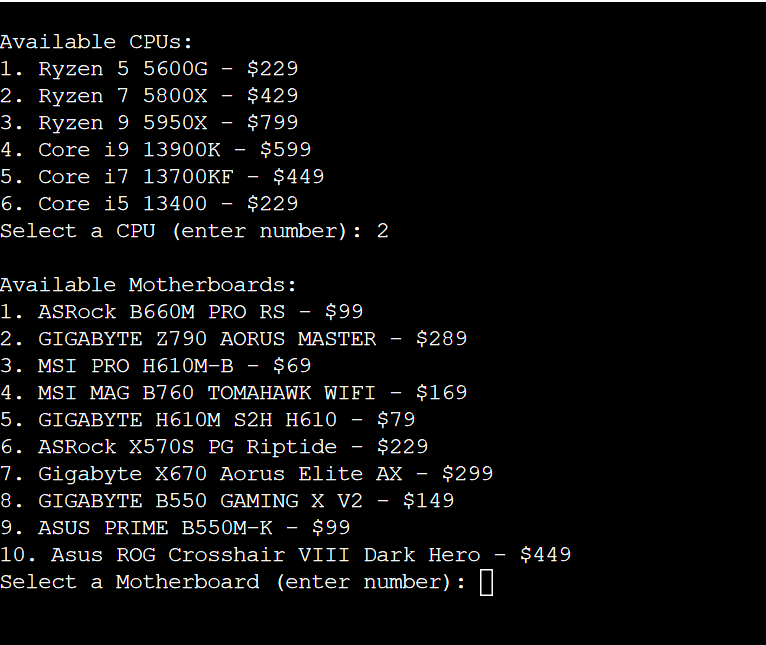 Available CPUs:
1. Ryzen 5 5600G - $229
2. Ryzen 7 5800X - $429
3. Ryzen 9 5950X - $799
4. Core i9 13900K - $599
5. Core i7 13700KF - $449
6. Core i5 13400 - $229
Select a CPU (enter number): 2
Available Motherboards:
1. ASRock B660M PRO RS - $99
2. GIGABYTE Z790 AORUS MASTER - $289
3. MSI PRO H610M-B - $69
4. MSI MAG B760 TOMAHAWK WIFI - $169
5. GIGABYTE H610M S2H H610 - $79
6. ASRock X570S PG Riptide - $229
7. Gigabyte X670 Aorus Elite AX - $299
8. GIGABYTE B550 GAMING X V2 - $149
9. ASUS PRIME B550M-K - $99
10. Asus ROG Crosshair VIII Dark Hero - $449
Select a Motherboard (enter number):